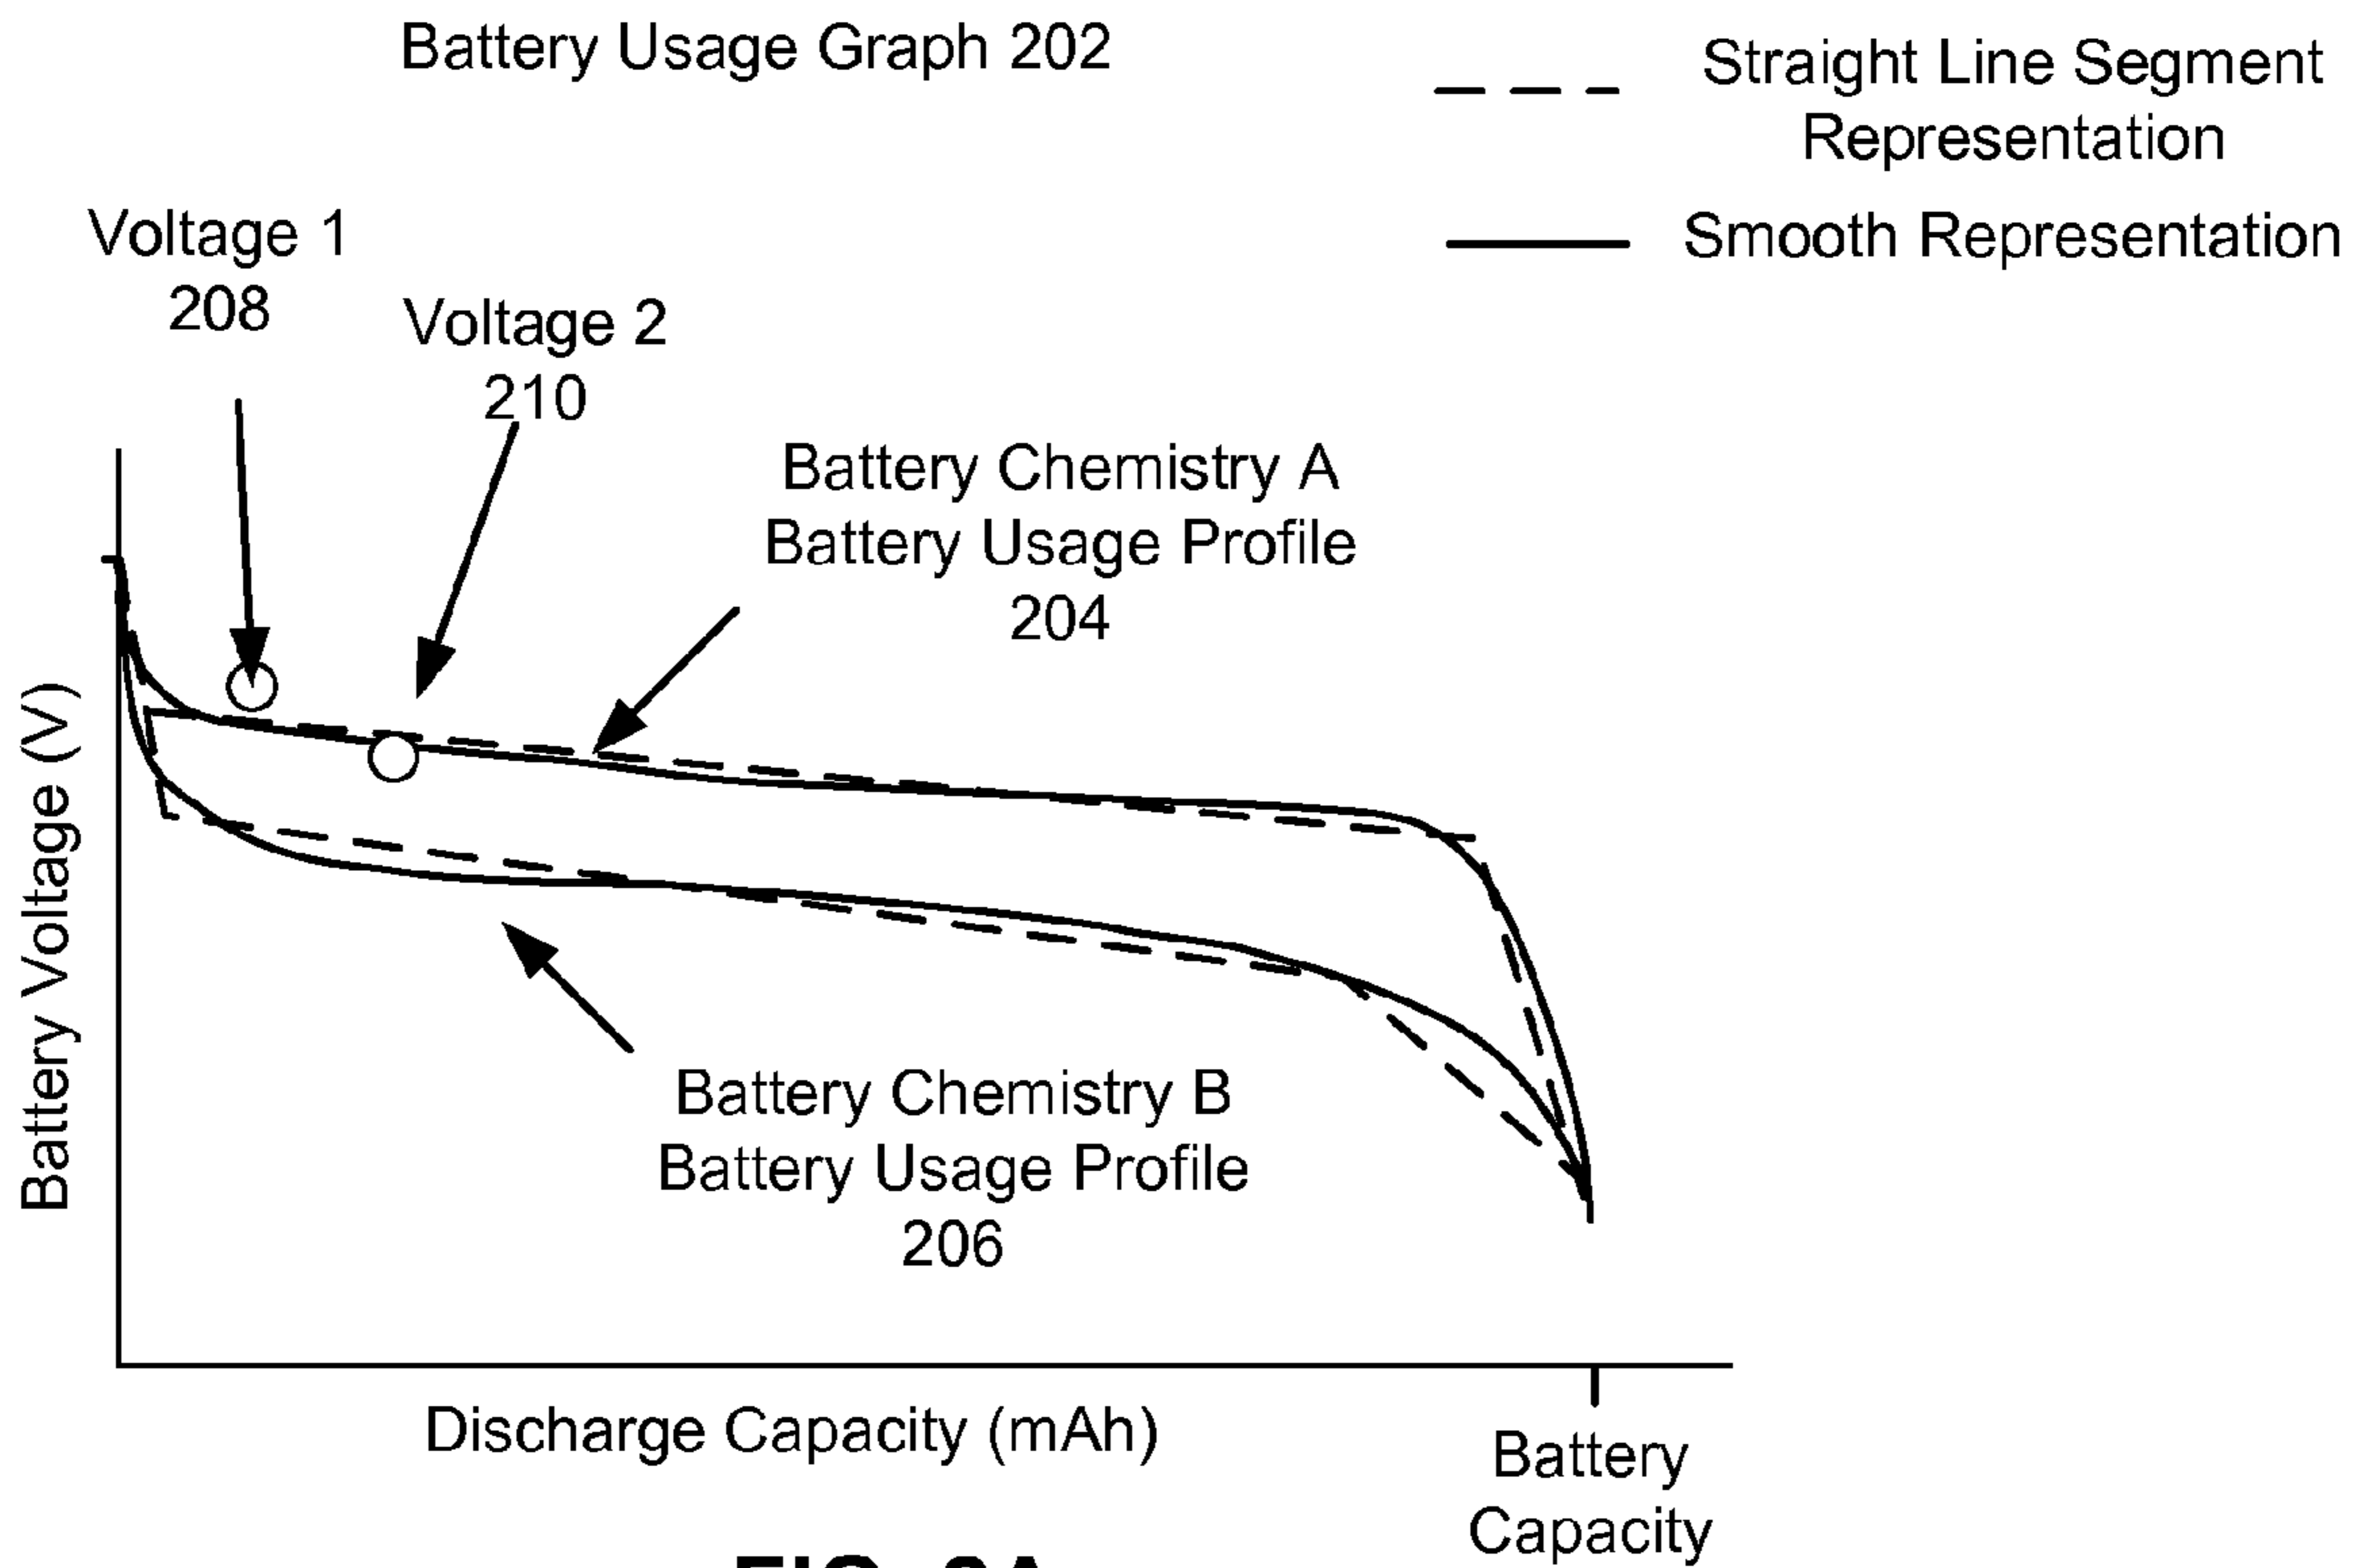 Battery Usage Graph 202
Straight Line Segment
Representation
Smooth Representation
Voltage 1
208
Voltage 2
210
Battery Chemistry A
Battery Usage Profile
204
Battery Voltage (V)
Battery Chemistry B
Battery Usage Profile
206
Discharge Capacity (mAh)
Battery
Capacity